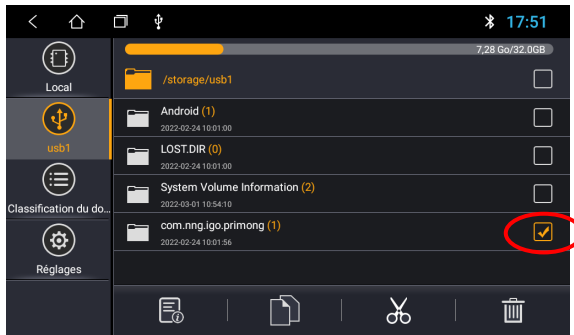 17:51
7,28 Go/32.0GB
Local
/storage/usb1
usb1
Android (1)
2022-02-24 10:01:00
LOST.DIR (0)
2022-02-24 10:01:00
Classification du do...
System Volume Information (2)
2022-03-01 10:54:10
com.nng.igo.primong (1)
2022-02-24 10:01:56
Réglages